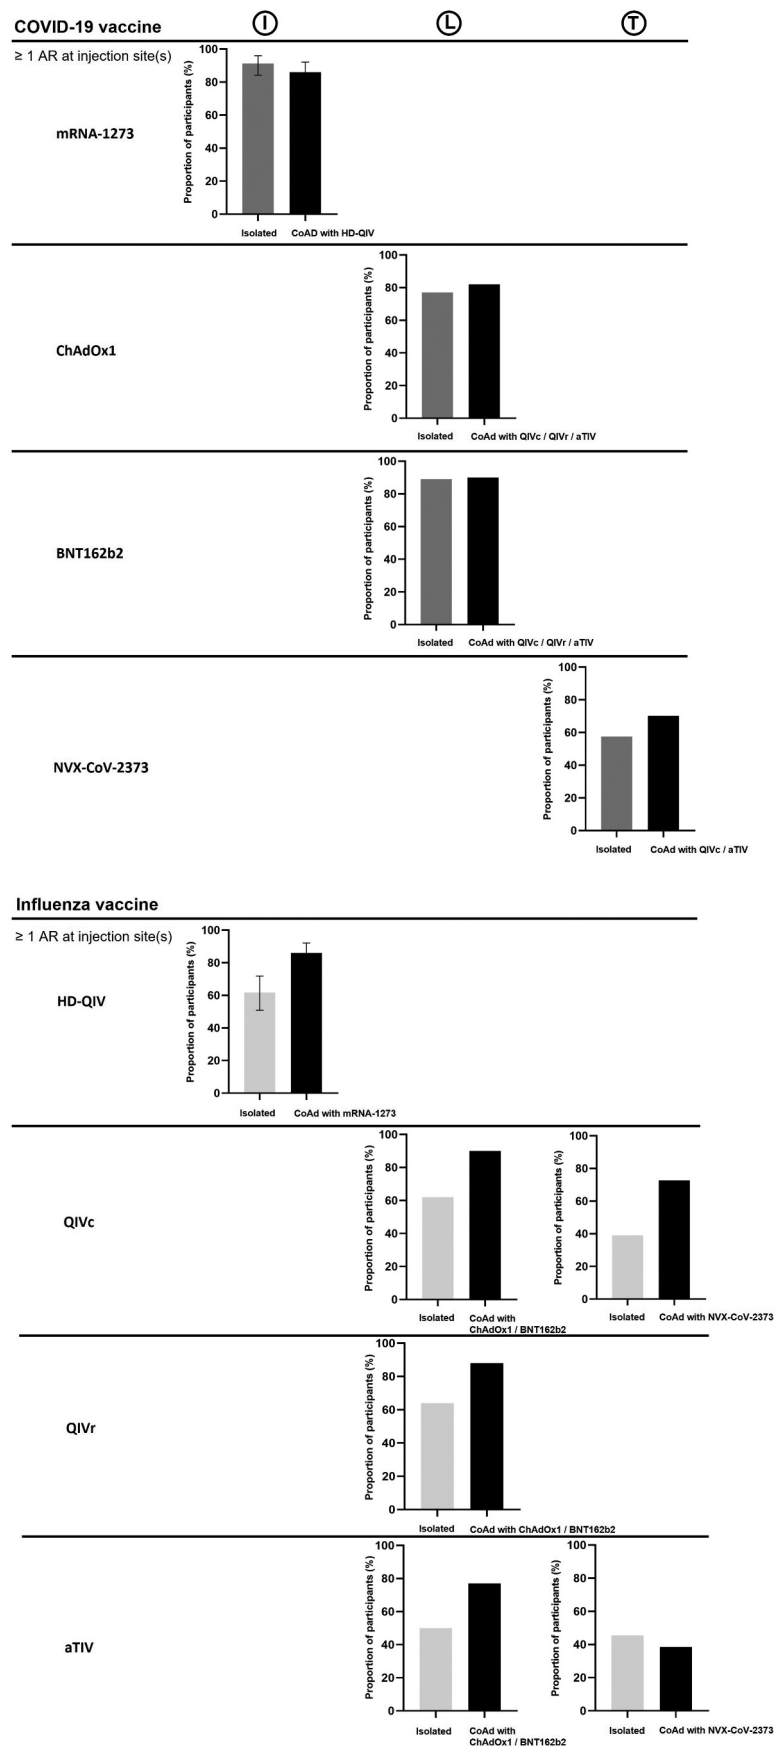 COVID-19 vaccine
I
L
T
≥ 1 AR at injection site(s)
mRNA-1273
Proportion of participants (%)
100
80
60
40
20
0
Isolated
CoAD with HD-QIV
ChAdOx1
Proportion of participants (%)
100
80
60
40
20
0
Isolated
CoAd with QIVc / QIVr / aTIV
BNT162b2
Proportion of participants (%)
100
80
60
40
20
0
Isolated
CoAd with QIVc / QIVr / aTIV
NVX-CoV-2373
Proportion of participants (%)
100
80
60
40
20
0
Isolated
CoAd with QIVc / aTIV
Influenza vaccine
≥ 1 AR at injection site(s)
HD-QIV
Proportion of participants (%)
100
80
60
40
20
0
Isolated
CoAd with mRNA-1273
QIVc
Proportion of participants (%)
100
80
60
40
20
0
Isolated
CoAd with
ChAdOx1 / BNT162b2
Proportion of participants (%)
100
80
60
40
20
0
Isolated
CoAd with NVX-CoV-2373
QIVr
Proportion of participants (%)
100
80
60
40
20
0
Isolated
CoAd with ChAdOx1 / BNT162b2
aTIV
Proportion of participants (%)
100
80
60
40
20
0
Isolated
CoAd with
ChAdOx1 / BNT162b2
Proportion of participants (%)
100
80
60
40
20
0
Isolated
CoAd with NVX-CoV-2373